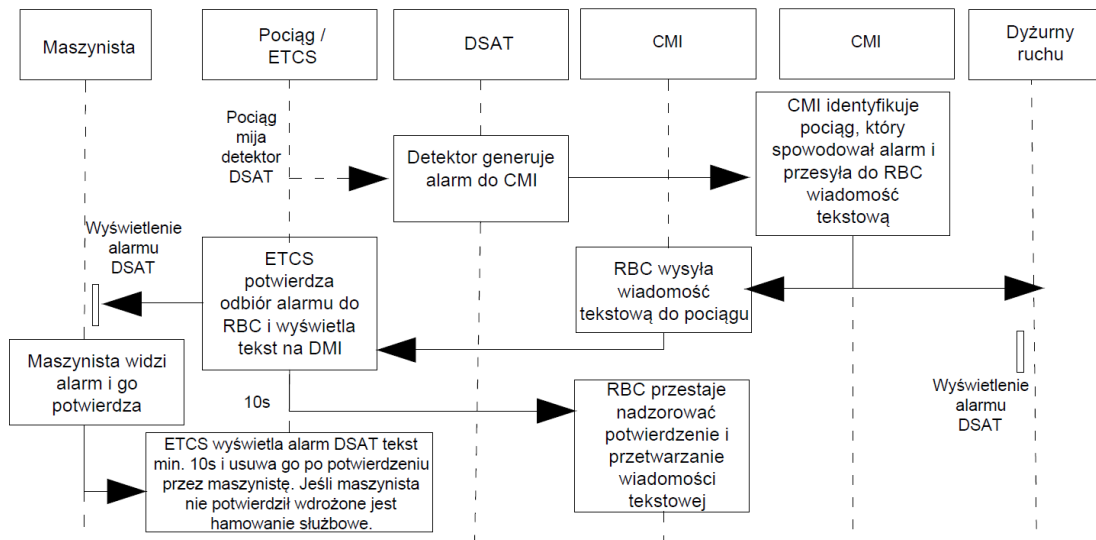 Maszynista
Pociąg /
ETCS
DSAT
CMI
CMI
Dyżurny
ruchu
Pociąg
mija
detektor
DSAT
Detektor generuje
alarm do CMI
CMI identyfikuje
pociąg, który
spowodował alarm i
przesyła do RBC
wiadomość
tekstową
Wyświetlenie
alarmu
DSAT
ETCS
potwierdza
odbiór alarmu do
RBC i wyświetla
tekst na DMI
RBC wysyła
wiadomość
tekstową do pociągu
Maszynista widzi
alarm i go
potwierdza
10s
RBC przestaje
nadzorować
potwierdzenie i
przetwarzanie
wiadomości
tekstowej
Wyświetlenie
alarmu
DSAT
ETCS wyświetla alarm DSAT tekst
min. 10s i usuwa go po potwierdzeniu
przez maszynistę. Jeśli maszynista
nie potwierdził wdrożone jest
hamowanie służbowe.